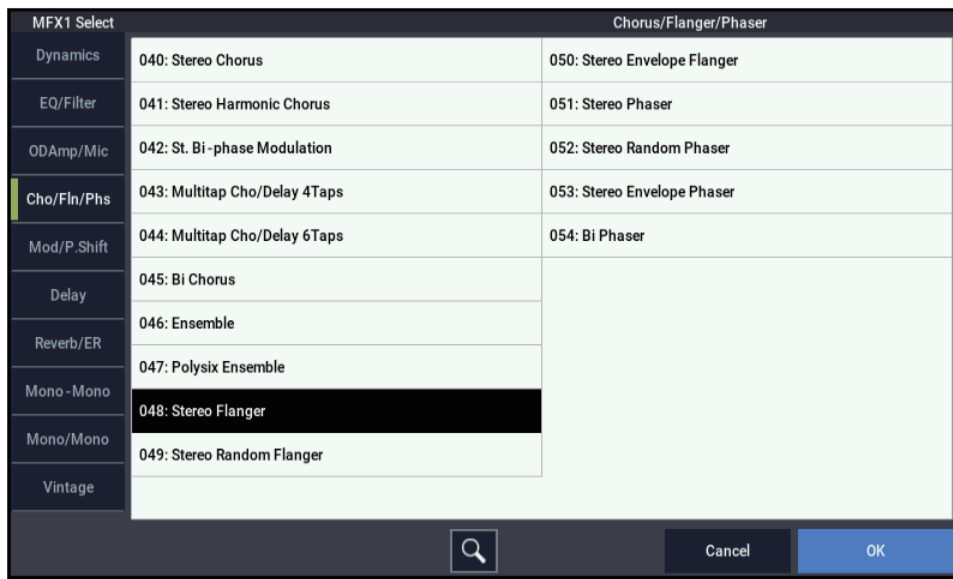 MFX1 Select
Chorus/Flanger/Phaser
Dynamics
EQ/Filter
ODAmp/Mic
Cho/Fln/Phs
Mod/P.Shift
Delay
Reverb/ER
Mono-Mono
Mono/Mono
Vintage
040: Stereo Chorus
041: Stereo Harmonic Chorus
042: St. Bi-phase Modulation
043: Multitap Cho/Delay 4Taps
044: Multitap Cho/Delay 6Taps
045: Bi Chorus
046: Ensemble
047: Polysix Ensemble
048: Stereo Flanger
049: Stereo Random Flanger
050: Stereo Envelope Flanger
051: Stereo Phaser
052: Stereo Random Phaser
053: Stereo Envelope Phaser
054: Bi Phaser
Cancel
OK